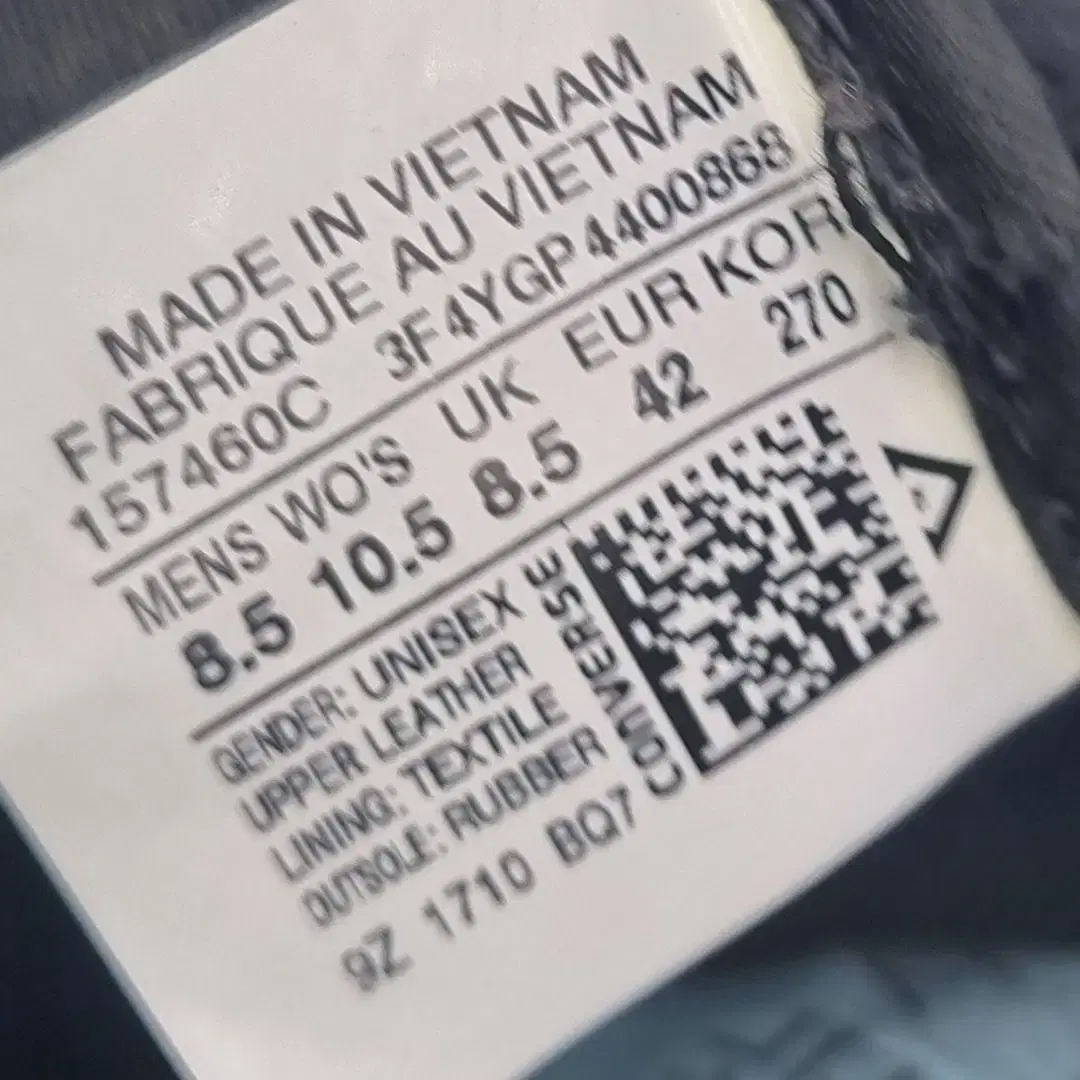 MADE IN VIETNAM
FABRIQUE AU VIETNAM
157460C 3F4YGP4400868
MENS WO'S UK EUR KOR
8.5 10.5 8.5 42 270
GENDER: UNISEX
UPPER LEATHER
LINING: TEXTILE
OUTSOLE: RUBBER
9Z 1710 BQ7
CONVERSE